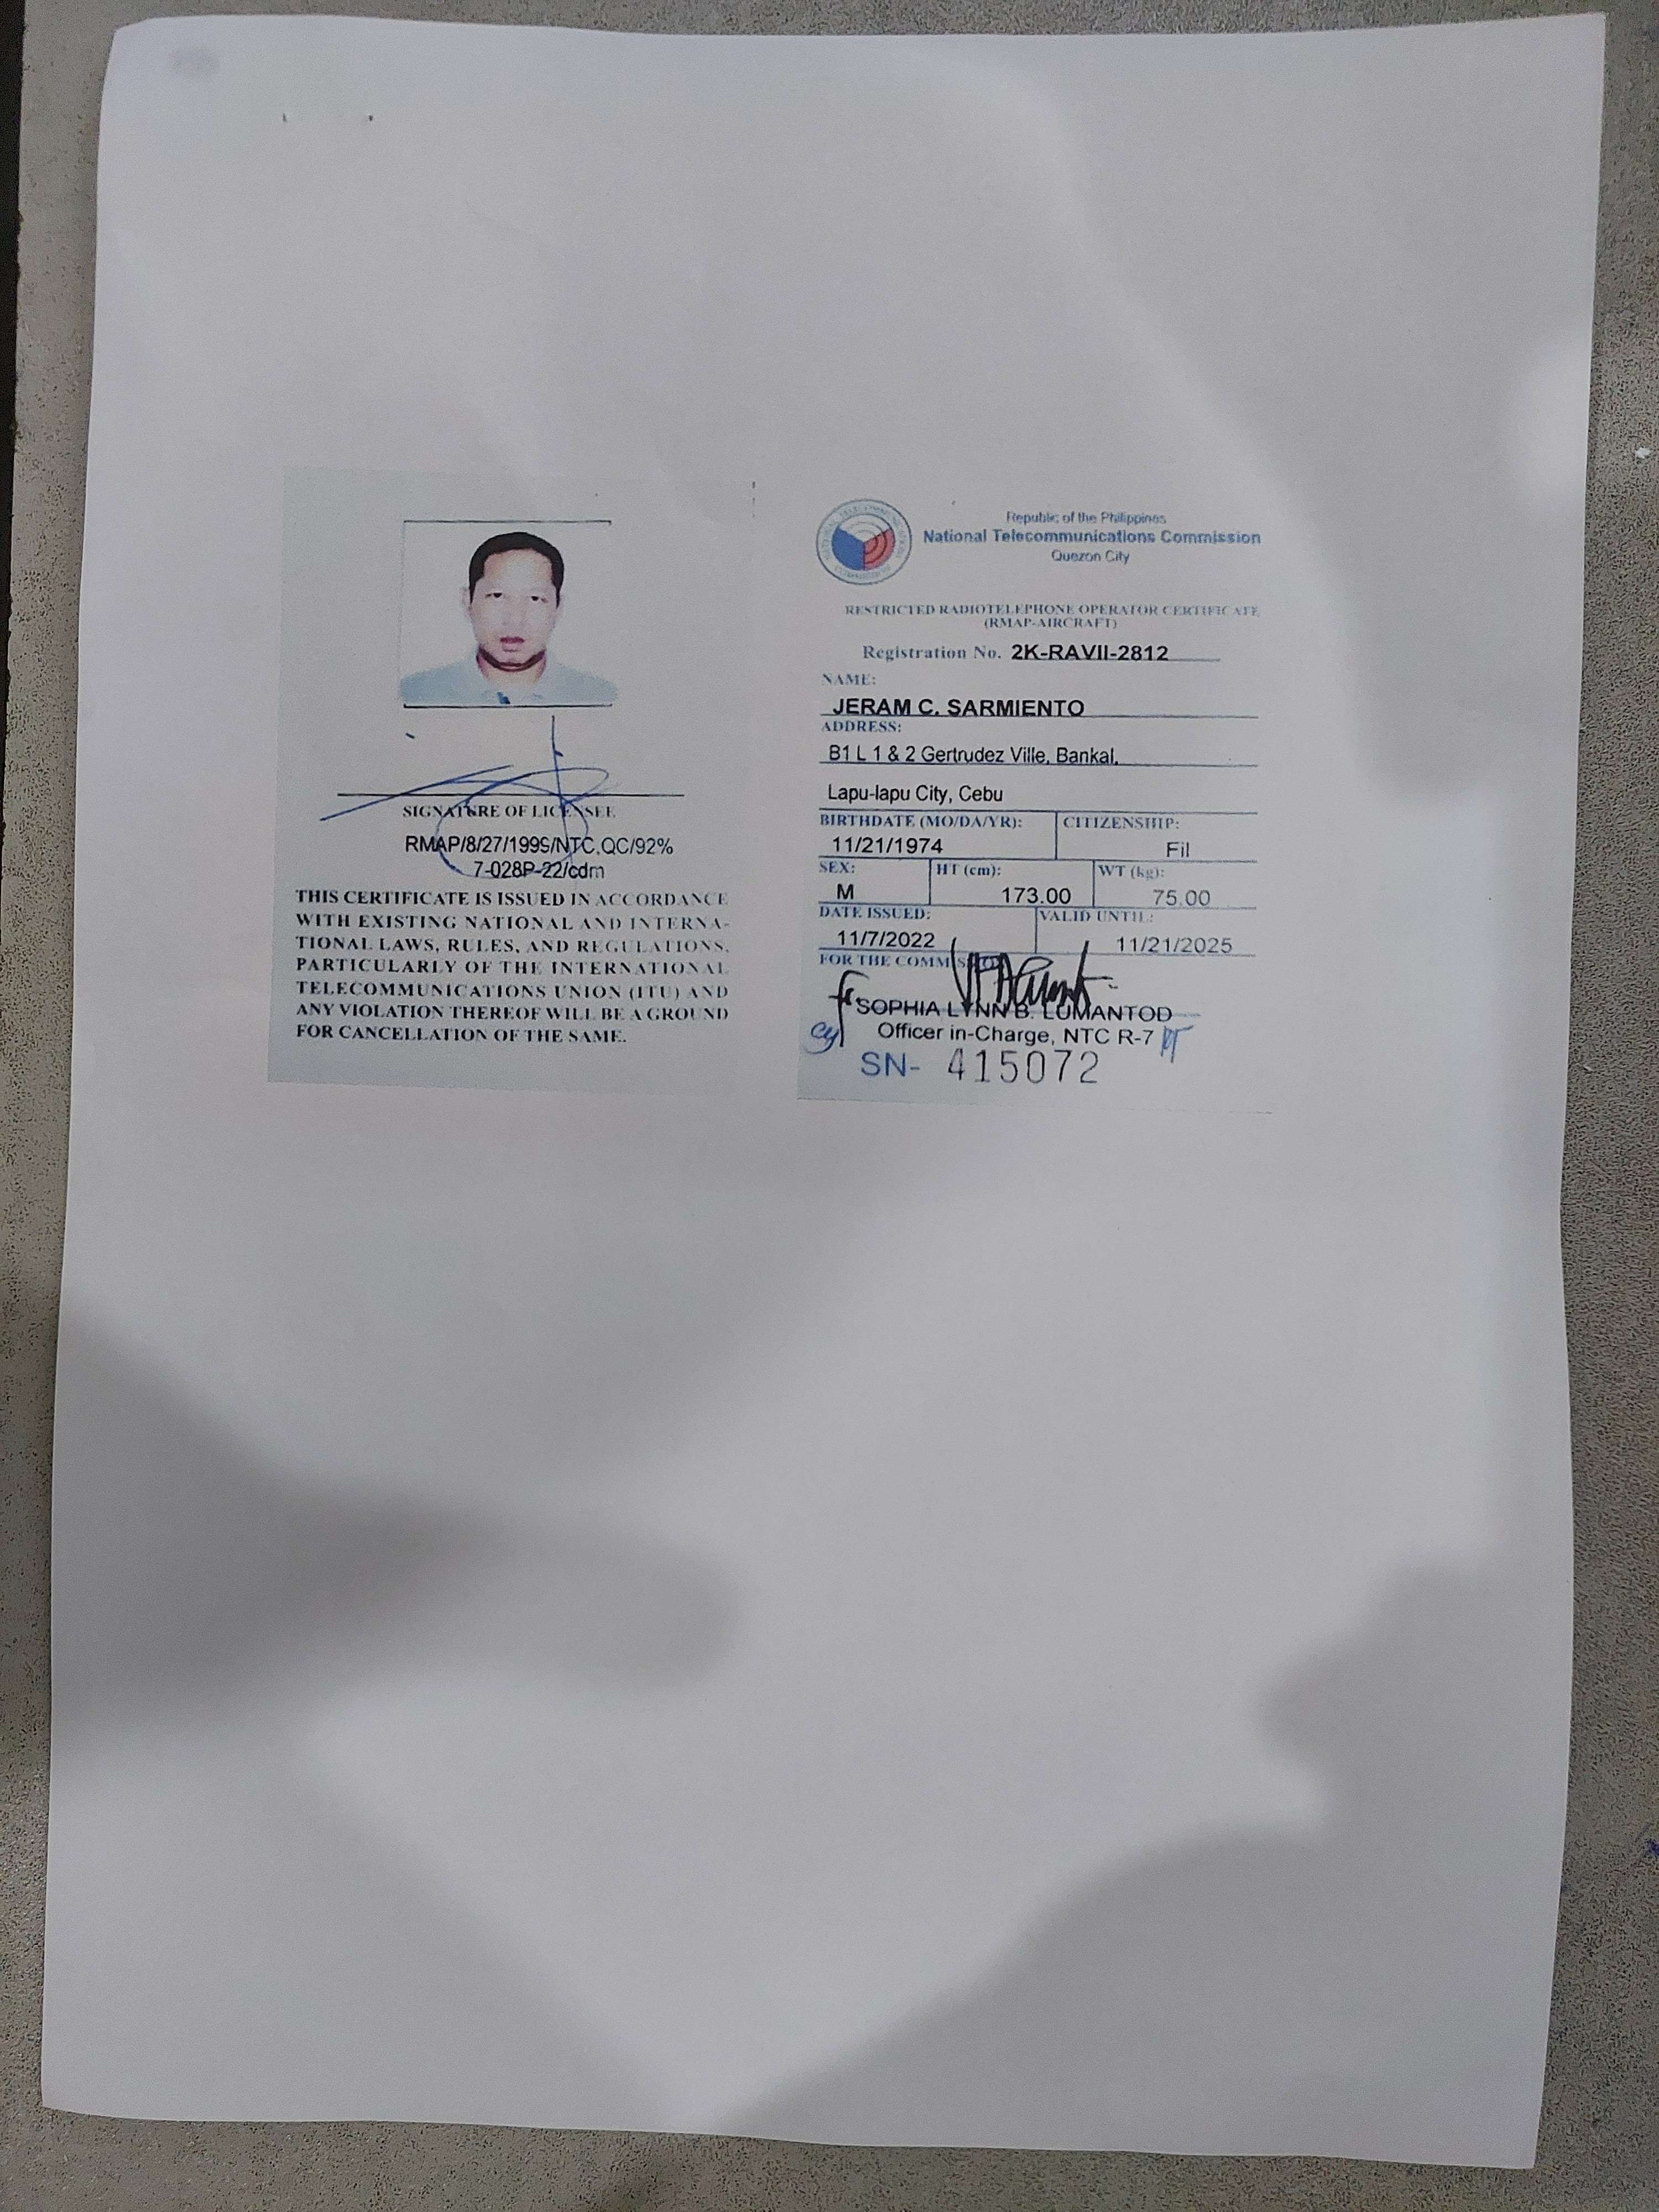 SIGNATURE OF LICENSEE
RMAP/8/27/1999/NTC,QC/92%
7-028P-22/cdm
THIS CERTIFICATE IS ISSUED IN ACCORDANCE
WITH EXISTING NATIONAL AND INTERNA-
TIONAL LAWS, RULES, AND REGULATIONS,
PARTICULARLY OF THE INTERNATIONAL
TELECOMMUNICATIONS UNION (ITU) AND
ANY VIOLATION THEREOF WILL BE A GROUND
FOR CANCELLATION OF THE SAME.
Republic of the Philippines
National Telecommunications Commission
Quezon City
RESTRICTED RADIOTELEPHONE OPERATOR CERTIFICATE
(RMAP-AIRCRAFT)
Registration No. 2K-RAVII-2812
NAME:
JERAM C. SARMIENTO
ADDRESS:
B1 L 1 & 2 Gertrudez Ville, Bankal,
Lapu-lapu City, Cebu
BIRTHDATE (MO/DA/YR): CITIZENSHIP:
11/21/1974 Fil
SEX: HT (cm): WT (kg):
M 173.00 75.00
DATE ISSUED: VALID UNTIL:
11/7/2022 11/21/2025
FOR THE COMMISSION
SOPHIA LYNN B. LUMANTOD
Officer in-Charge, NTC R-7
SN- 415072